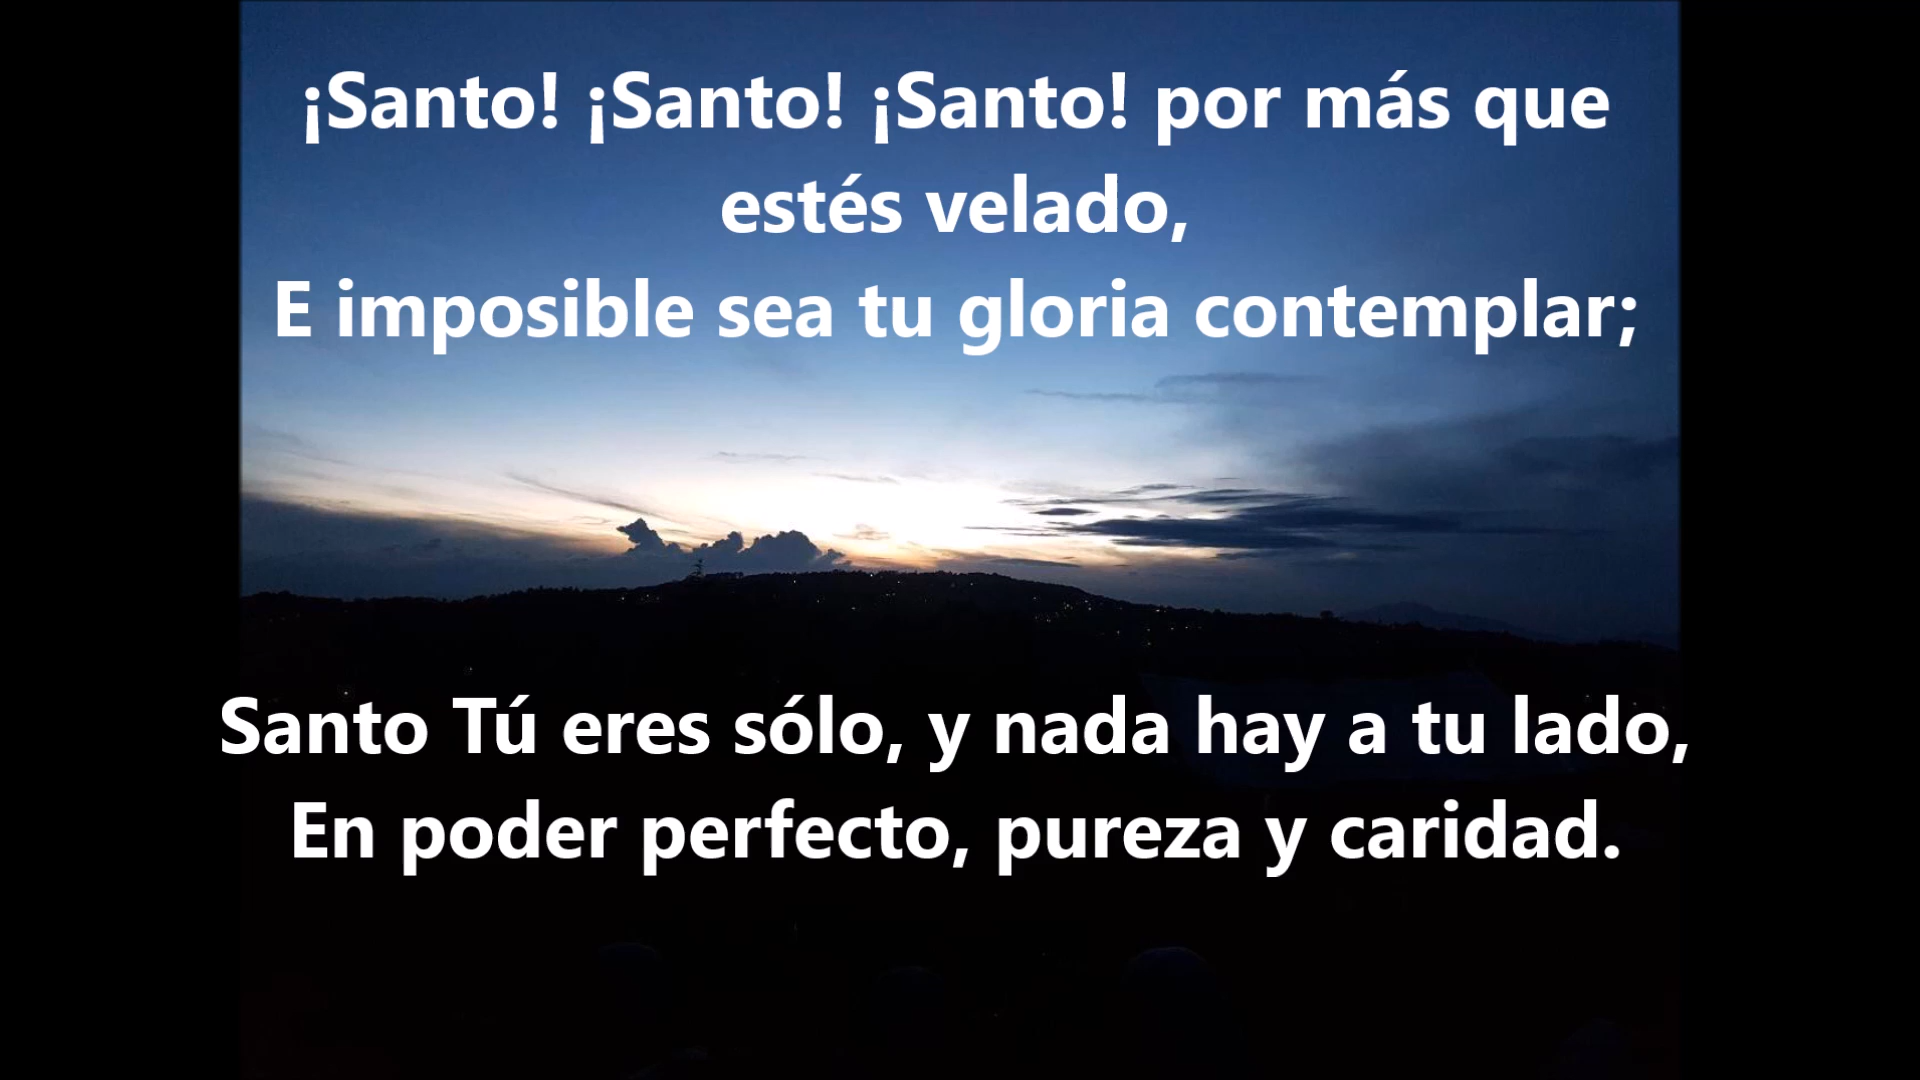 ¡Santo! ¡Santo! ¡Santo! por más que
estés velado,
E imposible sea tu gloria contemplar;
Santo Tú eres sólo, y nada hay a tu lado,
En poder perfecto, pureza y caridad.